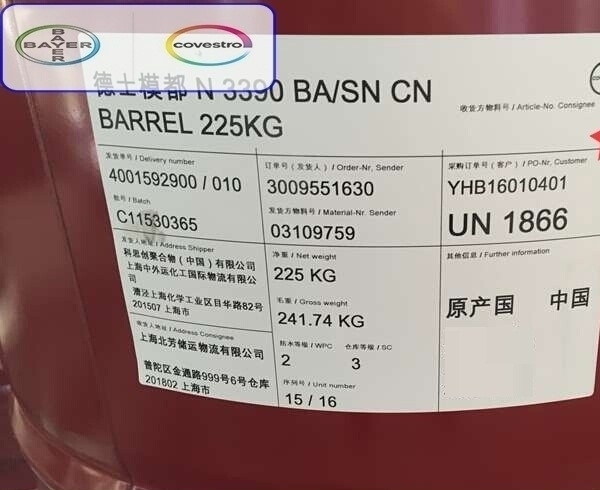 BAYER
BAYER
covestro
德士模都 N 3390 BA/SN CN
BARREL 225KG
收货方物料号 / Article-No. Consignee
发货单号 / Delivery number
4001592900 / 010
订单号(发货人) / Order-Nr, Sender
3009551630
采购订单号(客户) / PO-Nr, Customer
YHB16010401
批号 / Batch
C11530365
发货方物料号 / Material-Nr. Sender
03109759
UN 1866
发货人地址 / Address Shipper
科思创聚合物(中国)有限公司
上海中外运化工国际物流有限公
司
漕泾上海化学工业区目华路82号
201507 上海市
净重 / Net weight
225 KG
毛重 / Gross weight
241.74 KG
其他信息 / Further information
原产国 中国
收货人地址 / Address Consignee
上海北芳储运物流有限公司
普陀区金通路999号6号仓库
201802 上海市
防水等级 / WPC 仓库等级 / SC
2 3
序列号 / Unit number
15 / 16